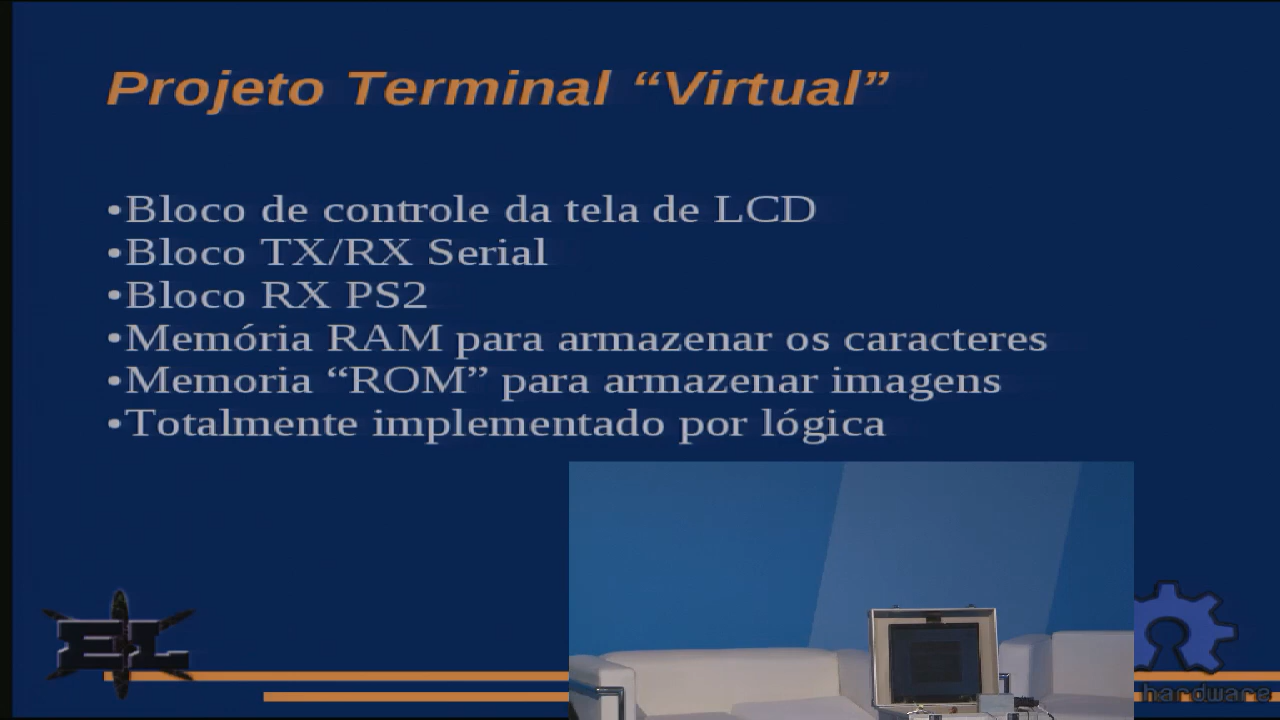 Projeto Terminal “Virtual”
•Bloco de controle da tela de LCD
•Bloco TX/RX Serial
•Bloco RX PS2
•Memória RAM para armazenar os caracteres
•Memoria “ROM” para armazenar imagens
•Totalmente implementado por lógica
EL
hardware